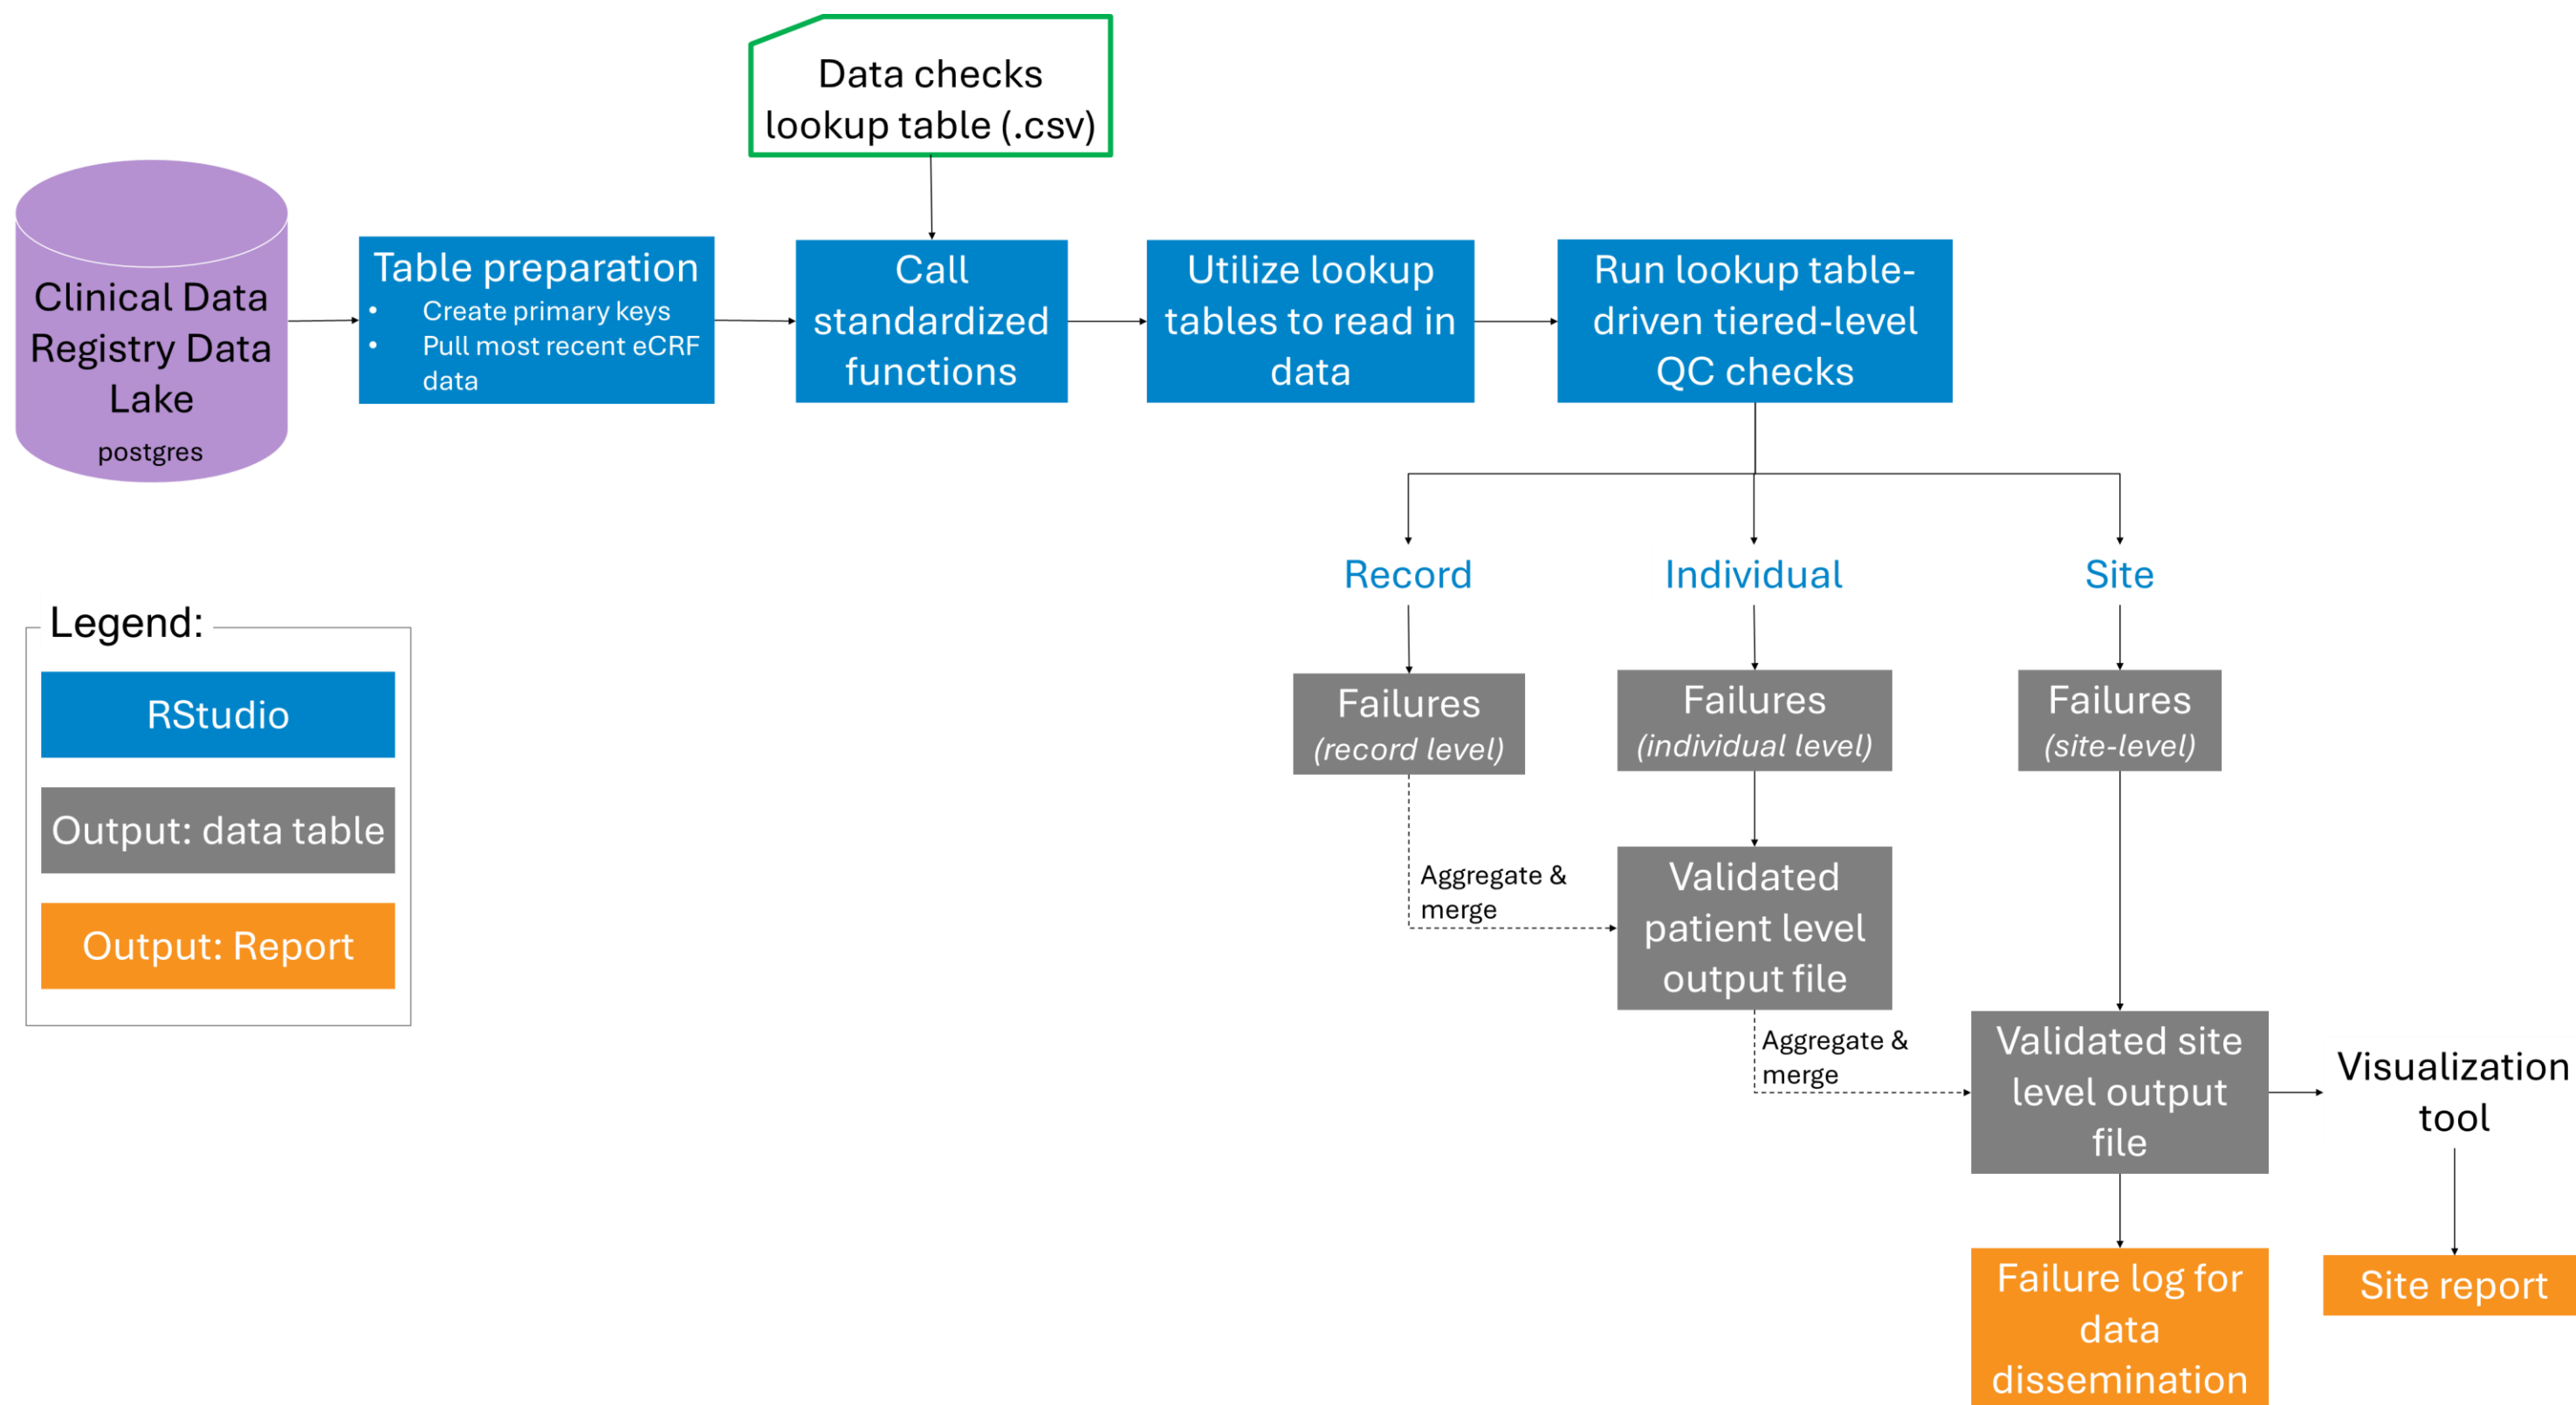 Data checks
lookup table (.csv)
Clinical Data
Registry Data
Lake
postgres
Table preparation
• Create primary keys
• Pull most recent eCRF
data
Call
standardized
functions
Utilize lookup
tables to read in
data
Run lookup table-
driven tiered-level
QC checks
Record
Individual
Site
Legend:
RStudio
Output: data table
Output: Report
Failures
(record level)
Failures
(individual level)
Failures
(site-level)
Aggregate &
merge
Validated
patient level
output file
Aggregate &
merge
Validated site
level output
file
Visualization
tool
Failure log for
data
dissemination
Site report